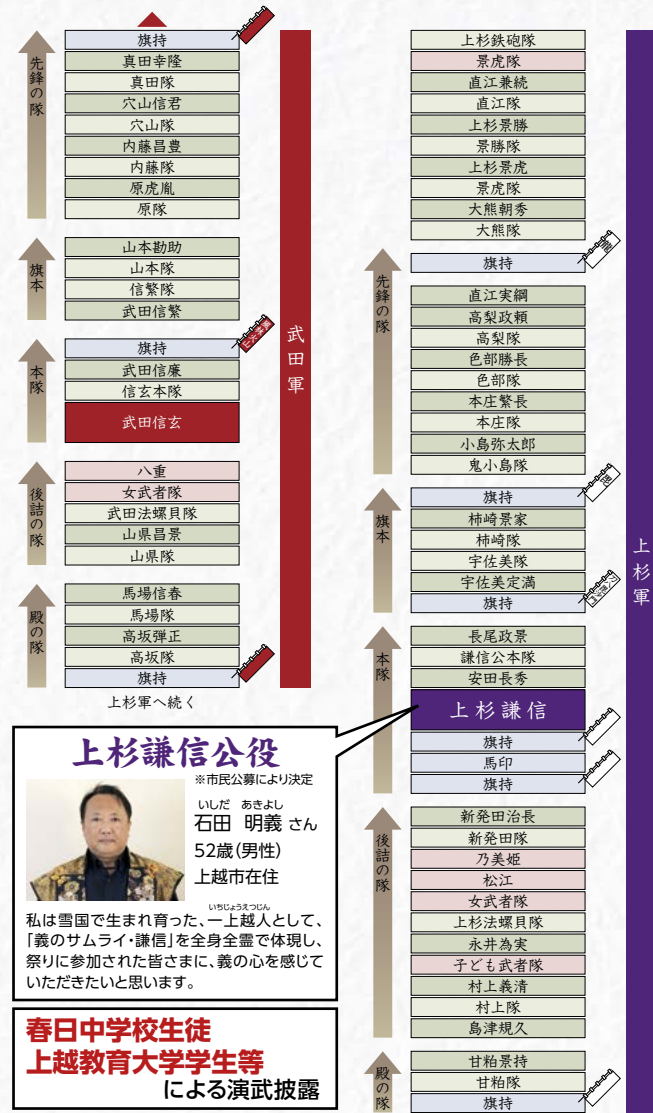 先鋒の隊
旗持
真田幸隆
真田隊
穴山信君
穴山隊
内藤昌豊
内藤隊
原虎胤
原隊
旗本
山本勘助
山本隊
信繁隊
武田信繁
本隊
旗持
風林火山
武田信廉
信玄本隊
武田信玄
後詰の隊
八重
女武者隊
武田法螺貝隊
山県昌景
山県隊
殿の隊
馬場信春
馬場隊
高坂弾正
高坂隊
旗持
上杉軍へ続く
武田軍
上杉謙信公役
※市民公募により決定
いしだ あきよし
石田 明義 さん
52歳(男性)
上越市在住
いちじょうえつじん
私は雪国で生まれ育った、一上越人として、
「義のサムライ・謙信」を全身全霊で体現し、
祭りに参加された皆さまに、義の心を感じて
いただきたいと思います。
春日中学校生徒
上越教育大学学生等
による演武披露
上杉鉄砲隊
景虎隊
直江兼続
直江隊
上杉景勝
景勝隊
上杉景虎
景虎隊
大熊朝秀
大熊隊
先鋒の隊
旗持
直江実綱
高梨政頼
高梨隊
色部勝長
色部隊
本庄繁長
本庄隊
小島弥太郎
鬼小島隊
旗本
旗持
柿崎景家
柿崎隊
宇佐美隊
宇佐美定満
旗持
本隊
長尾政景
謙信公本隊
安田長秀
上杉謙信
旗持
馬印
旗持
後詰の隊
新発田治長
新発田隊
乃美姫
松江
女武者隊
上杉法螺貝隊
永井為実
子ども武者隊
村上義清
村上隊
島津規久
殿の隊
甘粕景持
甘粕隊
旗持
上杉軍